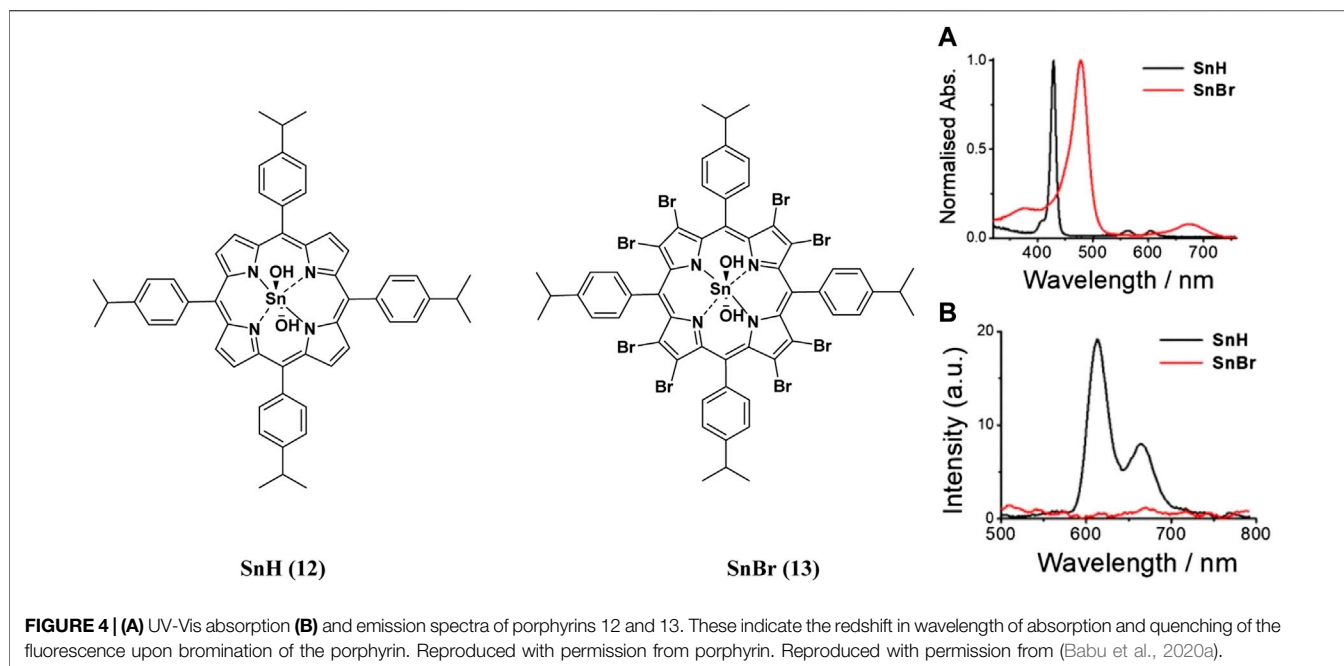 A
SnH
SnBr
Normalised Abs.
1.0
0.5
0.0
400 500 600 700
Wavelength / nm
B
SnH
SnBr
Intensity (a.u.)
20
10
0
500 600 700 800
Wavelength / nm
N OH N
Sn
N OH N
SnH (12)
Br Br
Br Br
N OH N
Sn
N OH N
Br Br
Br Br
SnBr (13)
FIGURE 4 | (A) UV-Vis absorption (B) and emission spectra of porphyrins 12 and 13. These indicate the redshift in wavelength of absorption and quenching of the
fluorescence upon bromination of the porphyrin. Reproduced with permission from porphyrin. Reproduced with permission from (Babu et al., 2020a).